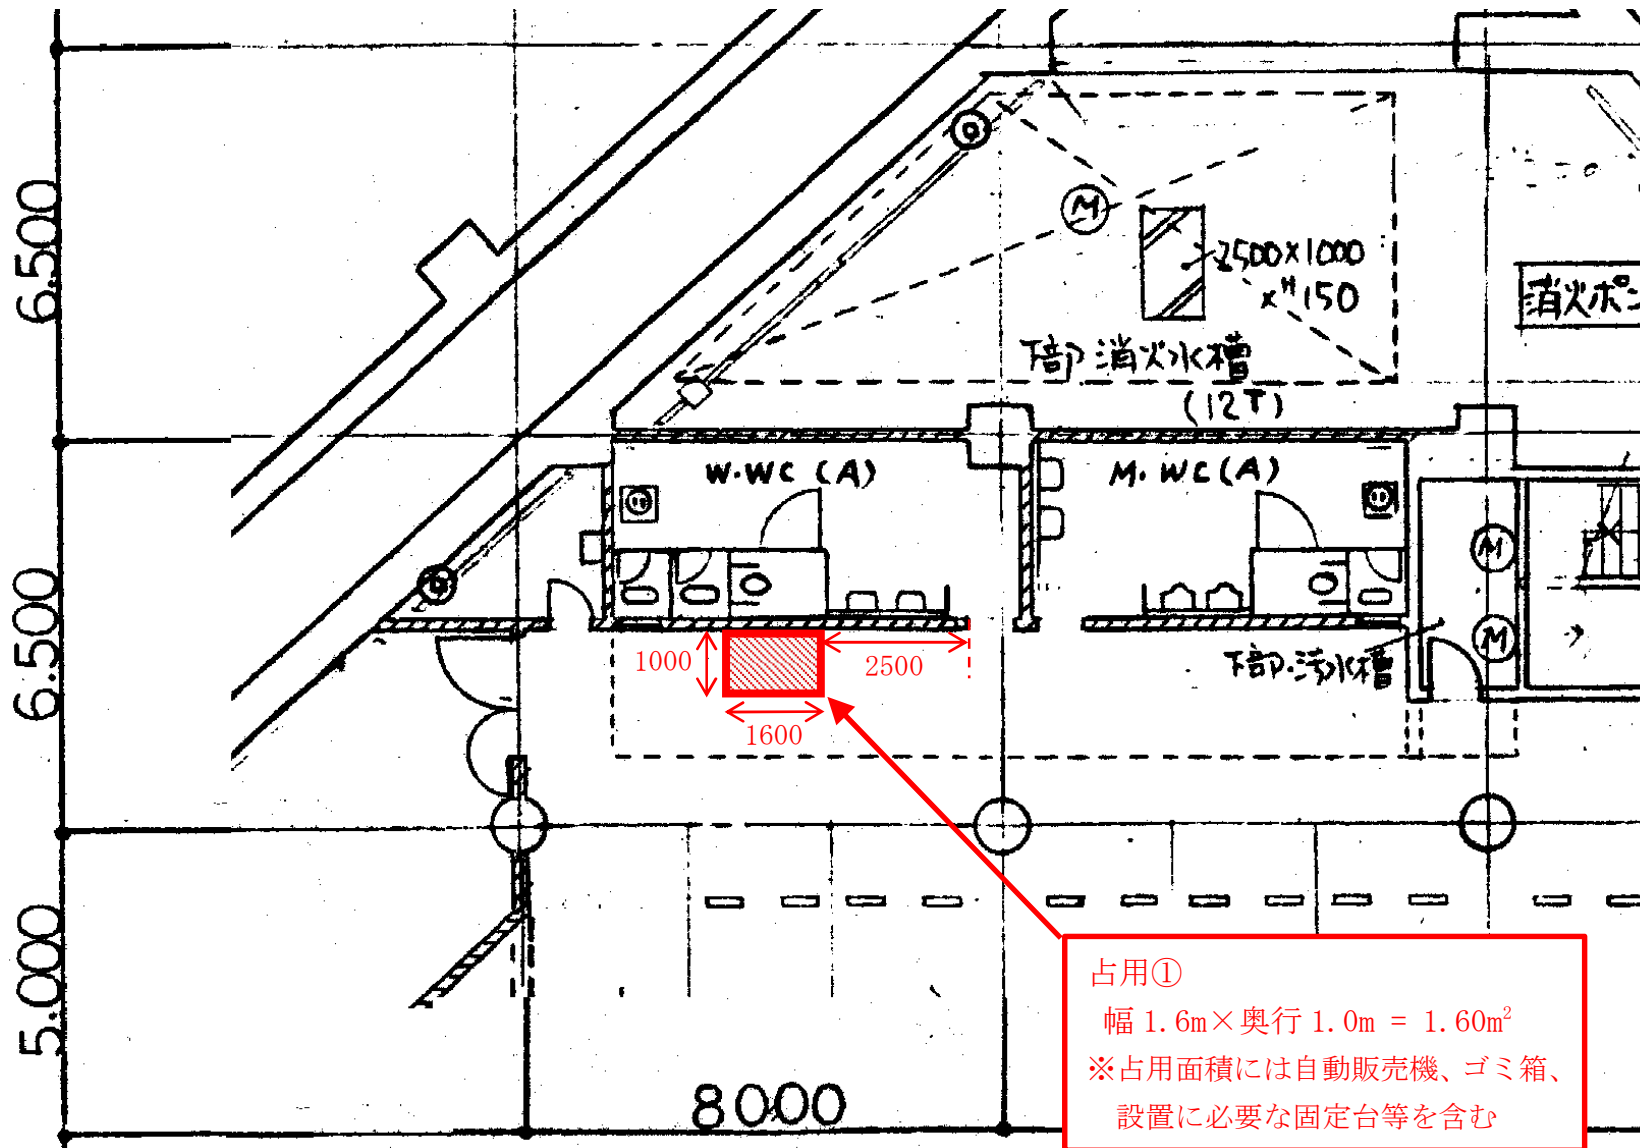 6.500
2500×1000
×H150
消火ポン
下部消火水槽
(12T)
M
W.WC(A)
M.WC(A)
M
6.500
M
1000
2500
下部.湧水槽
1600
5.000
占用①
幅 1.6m×奥行 1.0m = 1.60m²
※占用面積には自動販売機、ゴミ箱、
設置に必要な固定台等を含む
8000